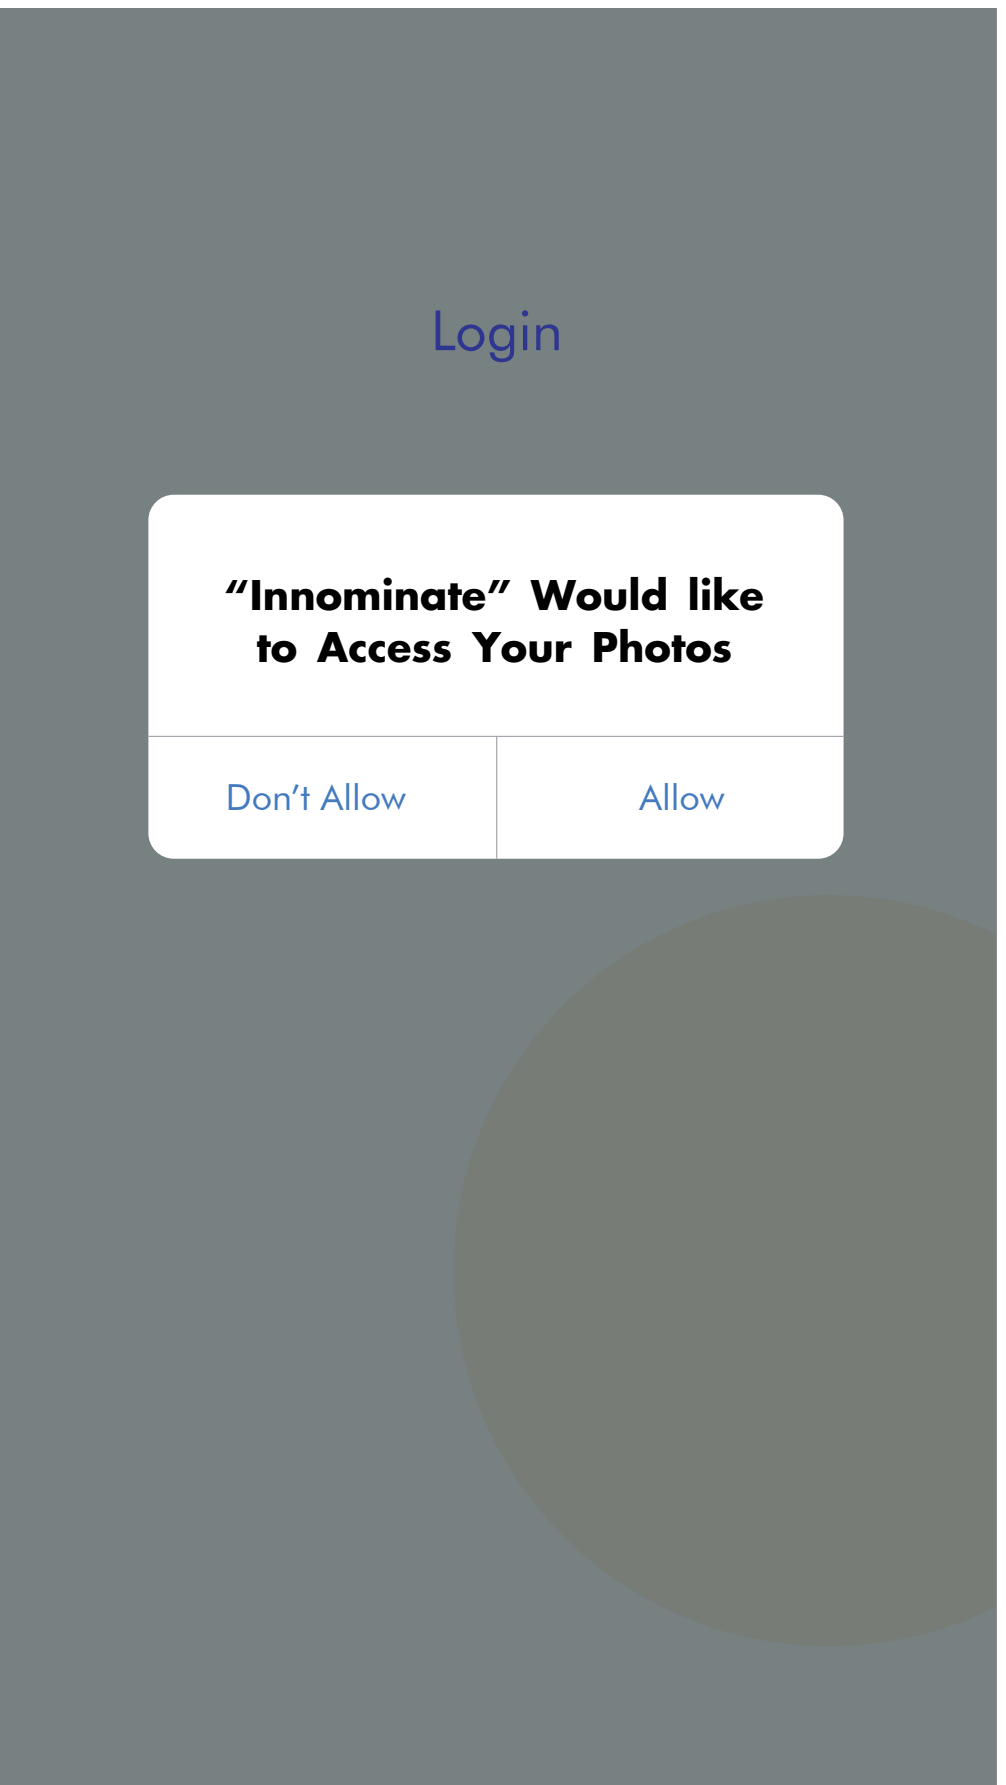 Login
“Innominate” Would like
to Access Your Photos
Don’t Allow
Allow